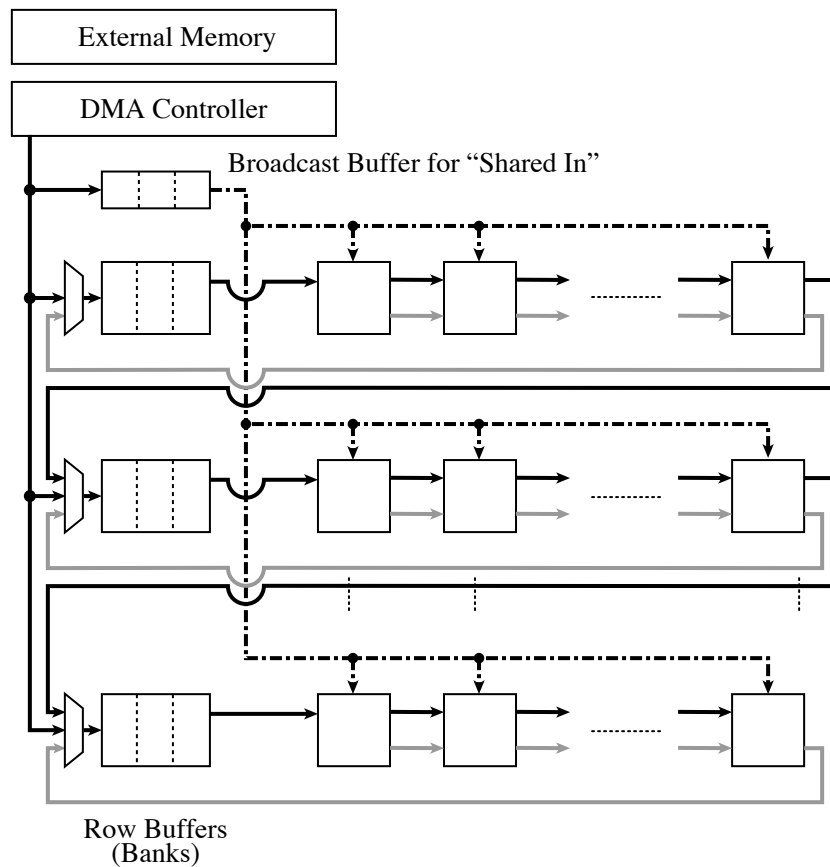 External Memory
DMA Controller
Broadcast Buffer for “Shared In”
Row Buffers
(Banks)